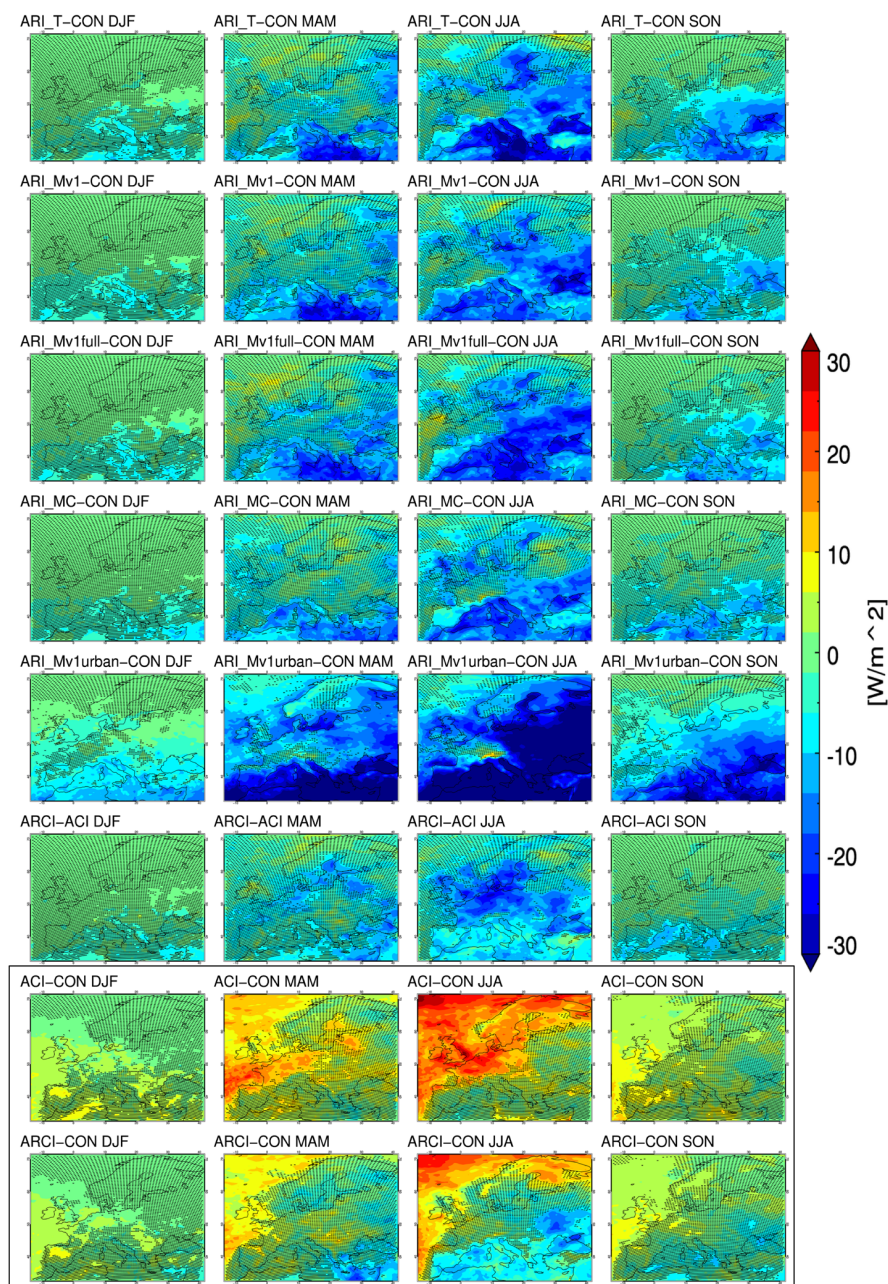 ARI_T−CON DJF ARI_T−CON MAM ARI_T−CON JJA ARI_T−CON SON
ARI_Mv1−CON DJF ARI_Mv1−CON MAM ARI_Mv1−CON JJA ARI_Mv1−CON SON
ARI_Mv1full−CON DJF ARI_Mv1full−CON MAM ARI_Mv1full−CON JJA ARI_Mv1full−CON SON
ARI_MC−CON DJF ARI_MC−CON MAM ARI_MC−CON JJA ARI_MC−CON SON
ARI_Mv1urban−CON DJF ARI_Mv1urban−CON MAM ARI_Mv1urban−CON JJA ARI_Mv1urban−CON SON
ARCI−ACI DJF ARCI−ACI MAM ARCI−ACI JJA ARCI−ACI SON
ACI−CON DJF ACI−CON MAM ACI−CON JJA ACI−CON SON
ARCI−CON DJF ARCI−CON MAM ARCI−CON JJA ARCI−CON SON
30
20
10
0
-10
-20
-30
[W/m^2]